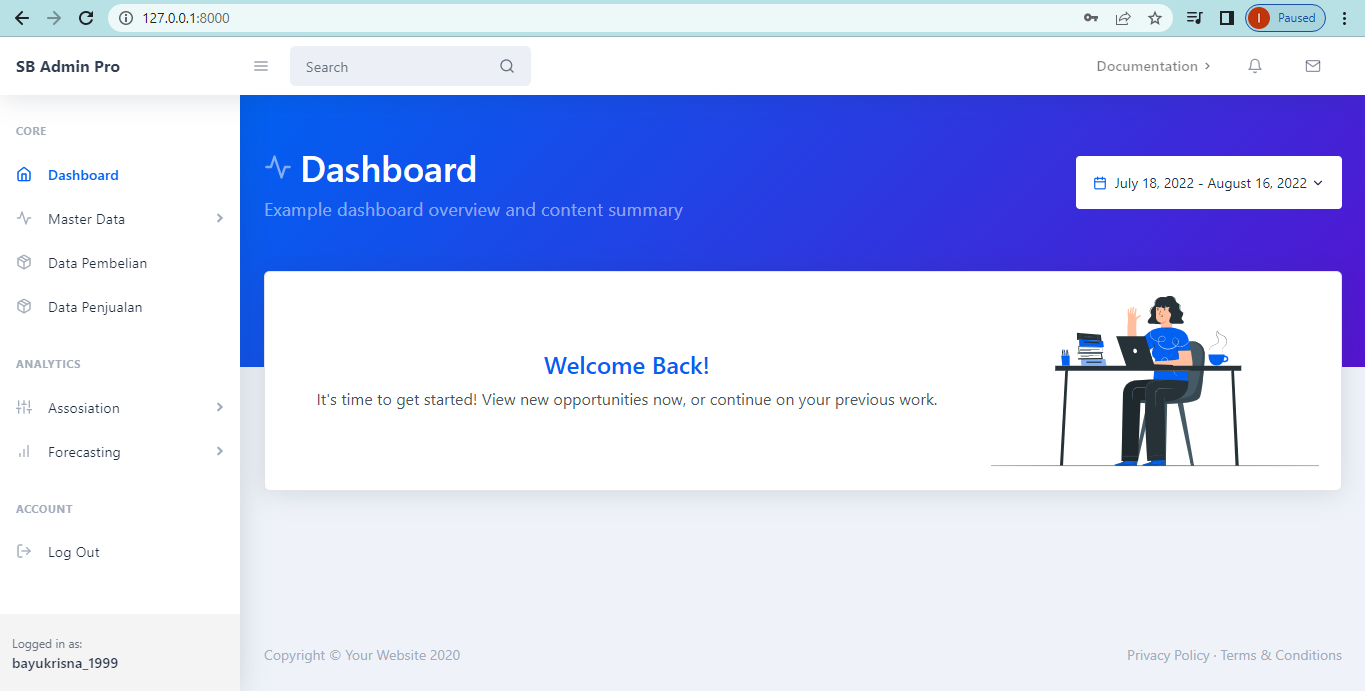 127.0.0.1:8000
I Paused
SB Admin Pro
Search
Documentation
CORE
Dashboard
Master Data
Data Pembelian
Data Penjualan
ANALYTICS
Assosiation
Forecasting
ACCOUNT
Log Out
Logged in as:
bayukrisna_1999
Dashboard
Example dashboard overview and content summary
July 18, 2022 - August 16, 2022
Welcome Back!
It's time to get started! View new opportunities now, or continue on your previous work.
Copyright © Your Website 2020
Privacy Policy · Terms & Conditions